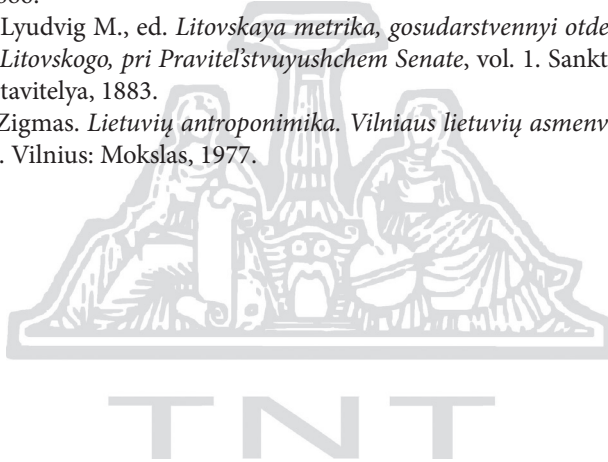 Lyudvig M., ed. Litovskaya metrika, gosudarstvennyi otde
Litovskogo, pri Pravitel’stvuyushchem Senate, vol. 1. Sankt
tavitelya, 1883.
Zigmas. Lietuvių antroponimika. Vilniaus lietuvių asmenv
. Vilnius: Mokslas, 1977.
TNT